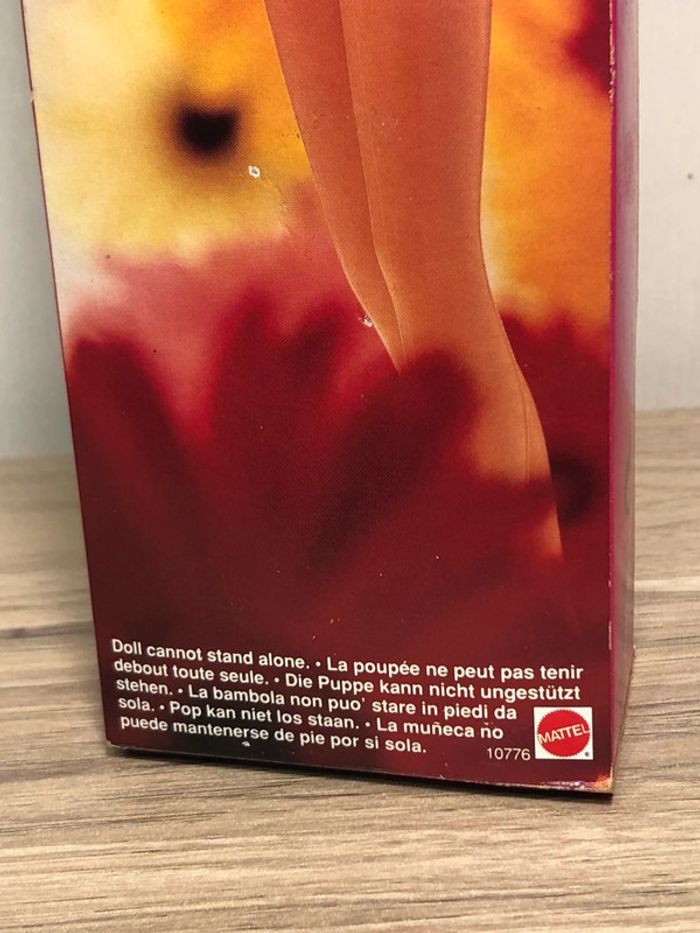 Doll cannot stand alone. • La poupée ne peut pas tenir
debout toute seule. • Die Puppe kann nicht ungestützt
stehen. • La bambola non puo' stare in piedi da
sola. • Pop kan niet los staan. • La muñeca no
puede mantenerse de pie por si sola.
10776
MATTEL